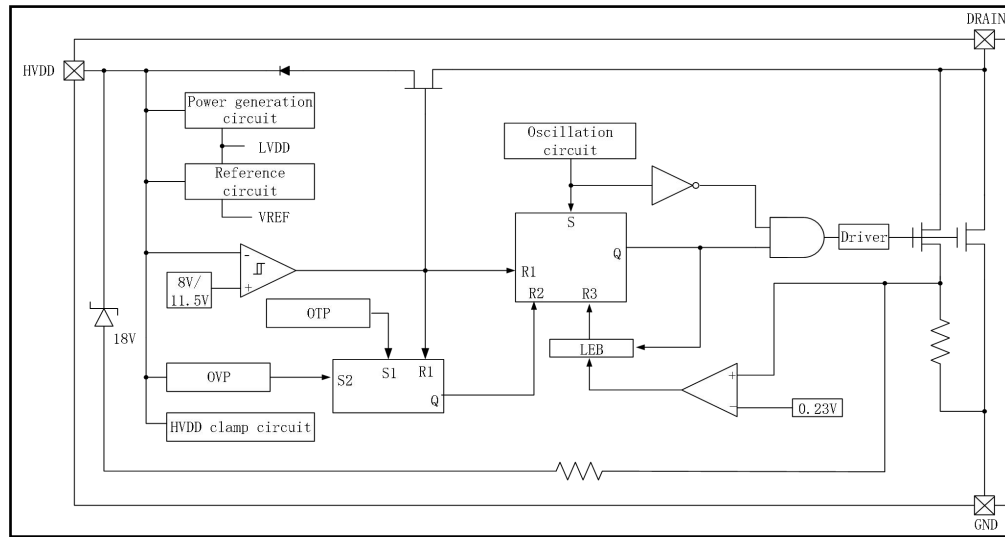 DRAIN
HVDD
Power generation
circuit
LVDD
Reference
circuit
VREF
Oscillation
circuit
S
Q
R1
R2
R3
Driver
-
+
8V/
11.5V
OTP
18V
LEB
OVP
S2
S1
R1
Q
+
-
0.23V
HVDD clamp circuit
GND